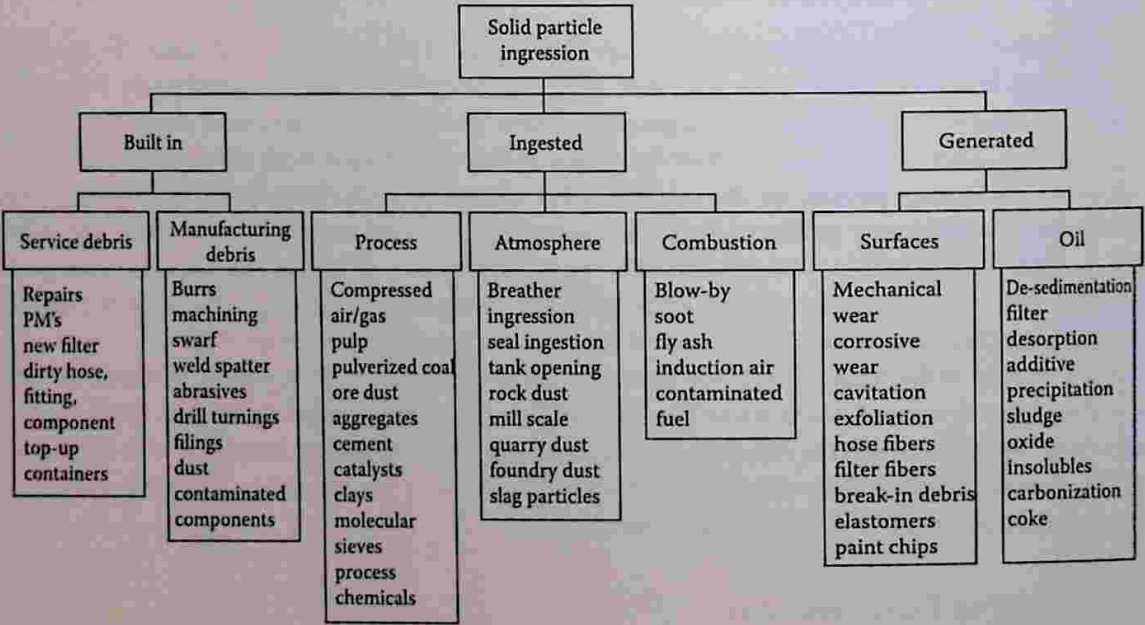 Solid particle
ingression
Built in
Ingested
Generated
Service debris
Manufacturing
debris
Process
Atmosphere
Combustion
Surfaces
Oil
Repairs
PM's
new filter
dirty hose,
fitting,
component
top-up
containers
Burrs
machining
swarf
weld spatter
abrasives
drill turnings
filings
dust
contaminated
components
Compressed
air/gas
pulp
pulverized coal
ore dust
aggregates
cement
catalysts
clays
molecular
sieves
process
chemicals
Breather
ingression
seal ingestion
tank opening
rock dust
mill scale
quarry dust
foundry dust
slag particles
Blow-by
soot
fly ash
induction air
contaminated
fuel
Mechanical
wear
corrosive
wear
cavitation
exfoliation
hose fibers
filter fibers
break-in debris
elastomers
paint chips
De-sedimentation
filter
desorption
additive
precipitation
sludge
oxide
insolubles
carbonization
coke